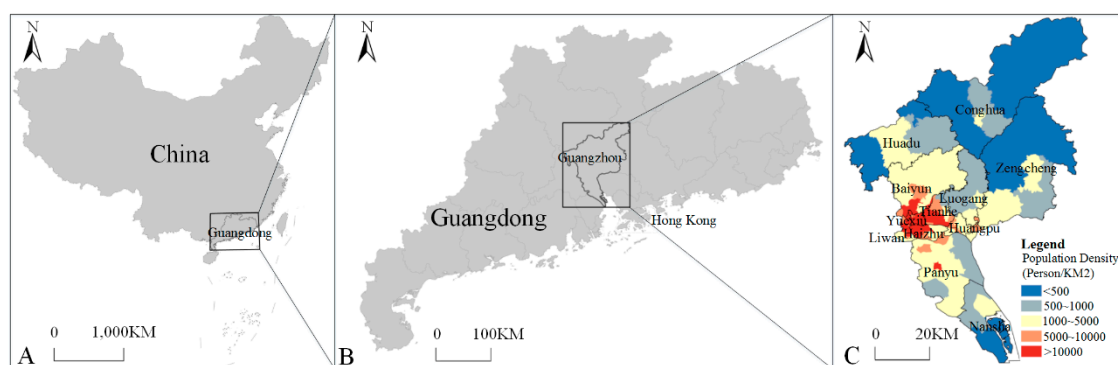 N
China
Guangdong
0 1,000KM
A
N
Guangzhou
Guangdong
Hong Kong
0 100KM
B
N
Conghua
Huadu
Zengcheng
Baiyun
Luogang
Tianhe
Yuexiu
Huangpu
Liwan
Haizhu
Panyu
Nansha
Legend
Population Density
(Person/KM2)
<500
500~1000
1000~5000
5000~10000
>10000
0 20KM
C